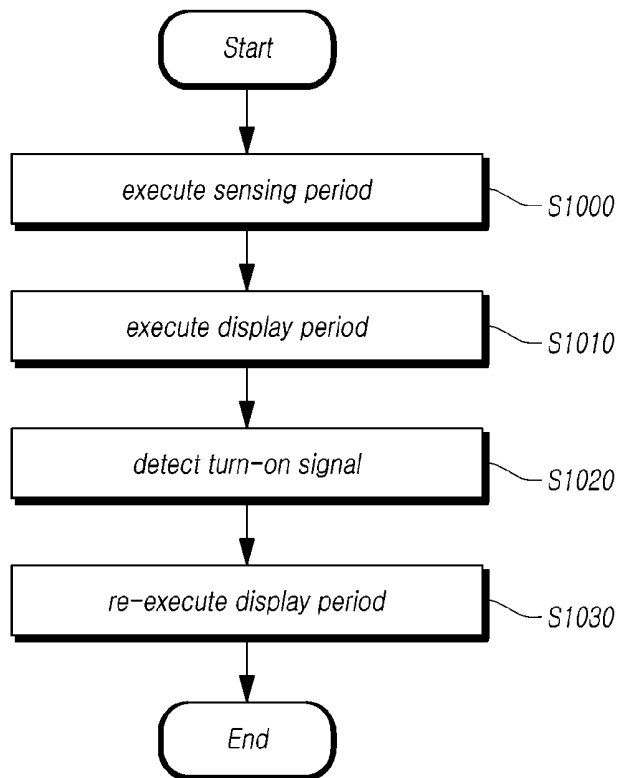 Start
execute sensing period
S1000
execute display period
S1010
detect turn-on signal
S1020
re-execute display period
S1030
End